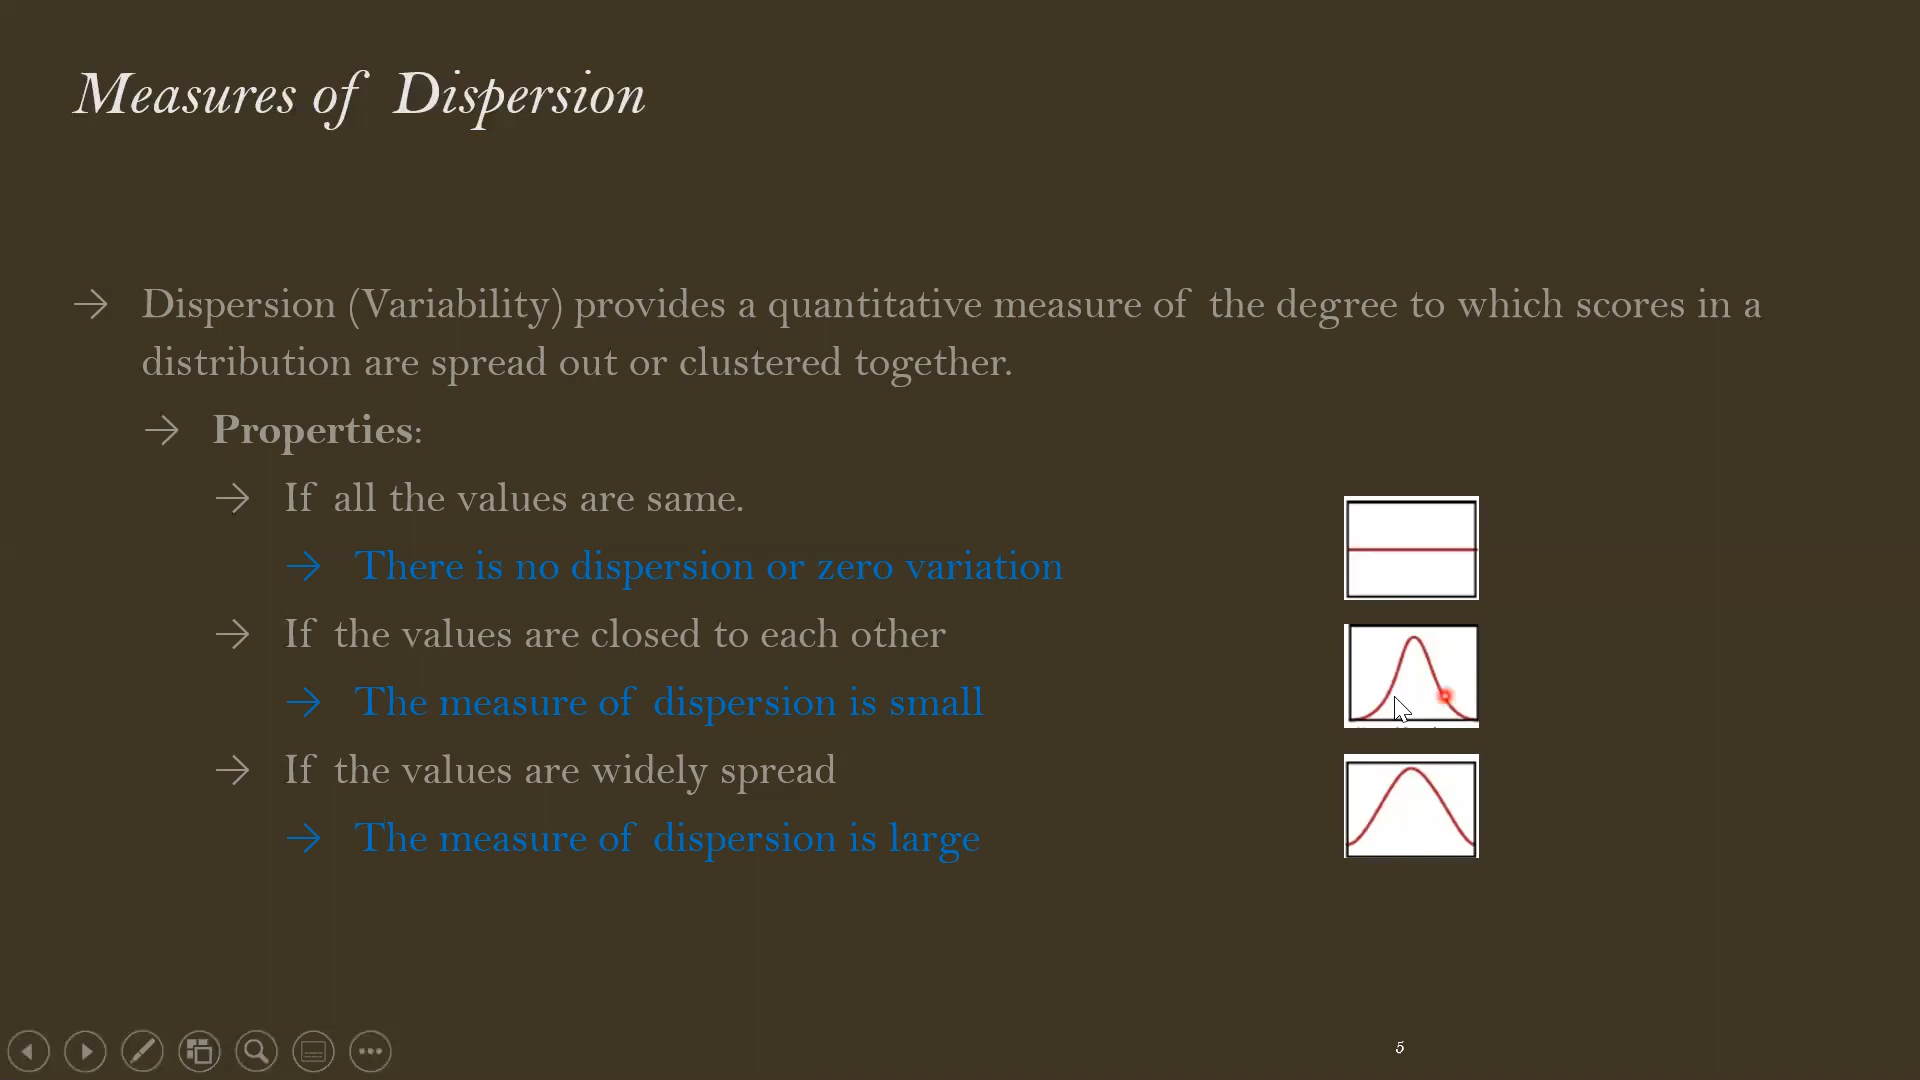 Measures of Dispersion
→ Dispersion (Variability) provides a quantitative measure of the degree to which scores in a
distribution are spread out or clustered together.
→ Properties:
→ If all the values are same.
→ There is no dispersion or zero variation
→ If the values are closed to each other
→ The measure of dispersion is small
→ If the values are widely spread
→ The measure of dispersion is large
5